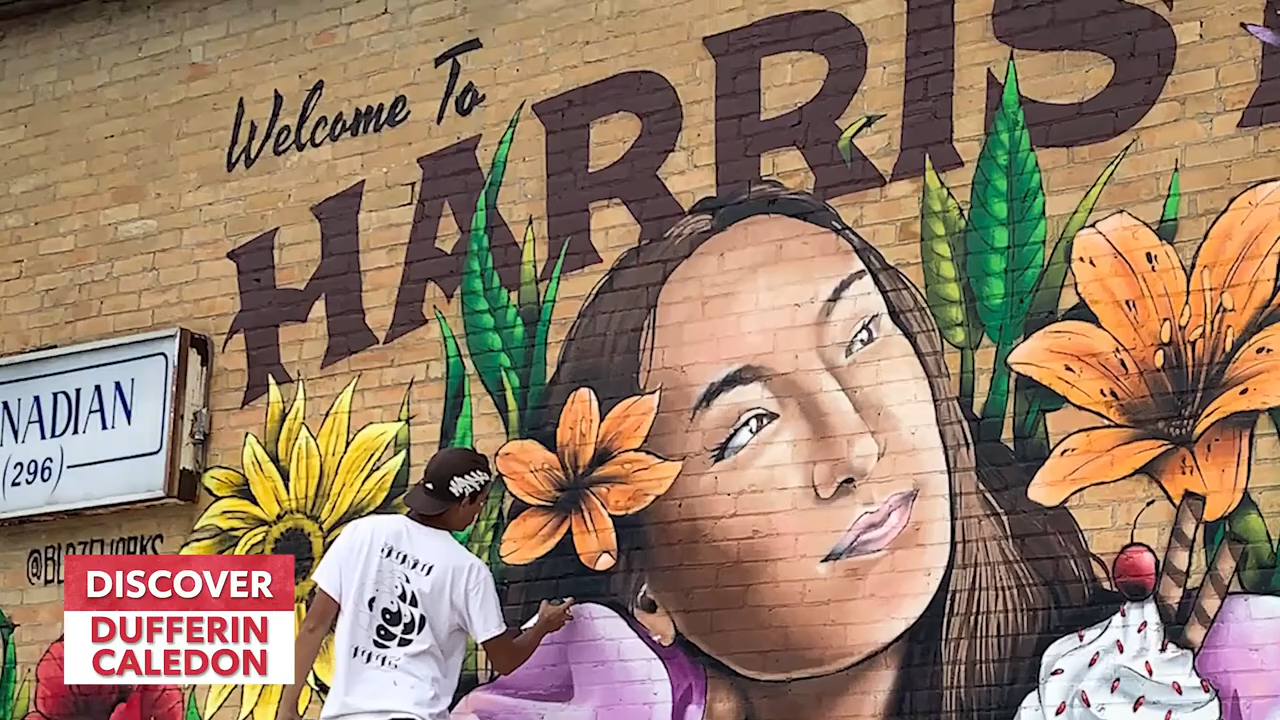 Welcome To
HARRIS
NADIAN
(296)
DISCOVER
DUFFERIN
CALEDON